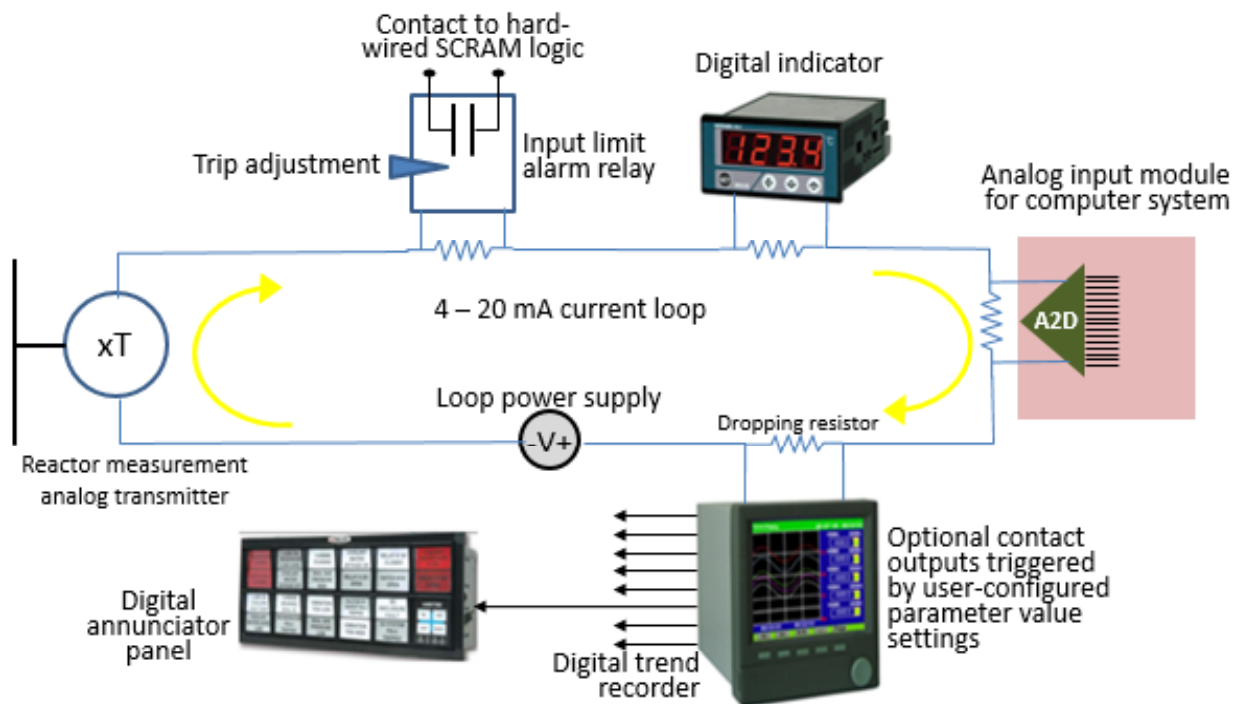 Contact to hard-
wired SCRAM logic
Digital indicator
Trip adjustment
Input limit
alarm relay
123.4
Analog input module
for computer system
4 – 20 mA current loop
A2D
xT
Loop power supply
-V+
Dropping resistor
Reactor measurement
analog transmitter
Optional contact
outputs triggered
by user-configured
parameter value
settings
Digital
annunciator
panel
Digital trend
recorder